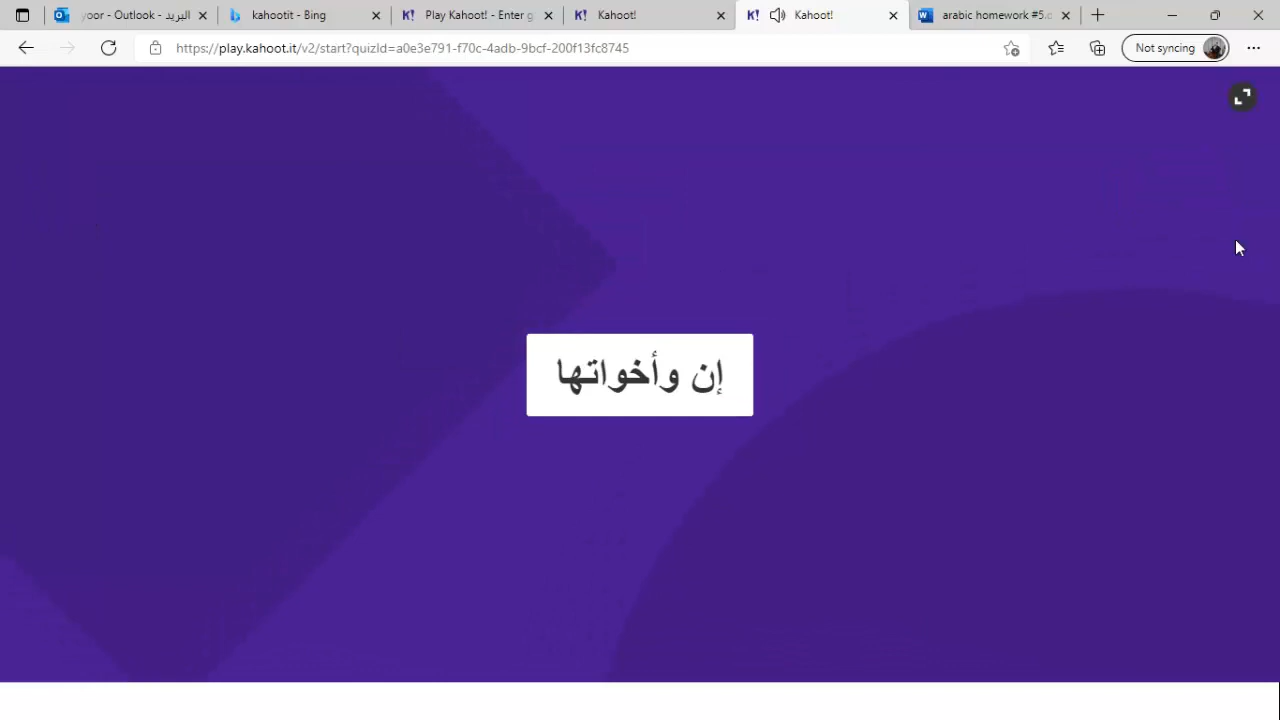 yoor - Outlook - البريد
kahootit - Bing
Play Kahoot! - Enter g
Kahoot!
Kahoot!
arabic homework #5.d
https://play.kahoot.it/v2/start?quizId=a0e3e791-f70c-4adb-9bcf-200f13fc8745
Not syncing
إن وأخواتها